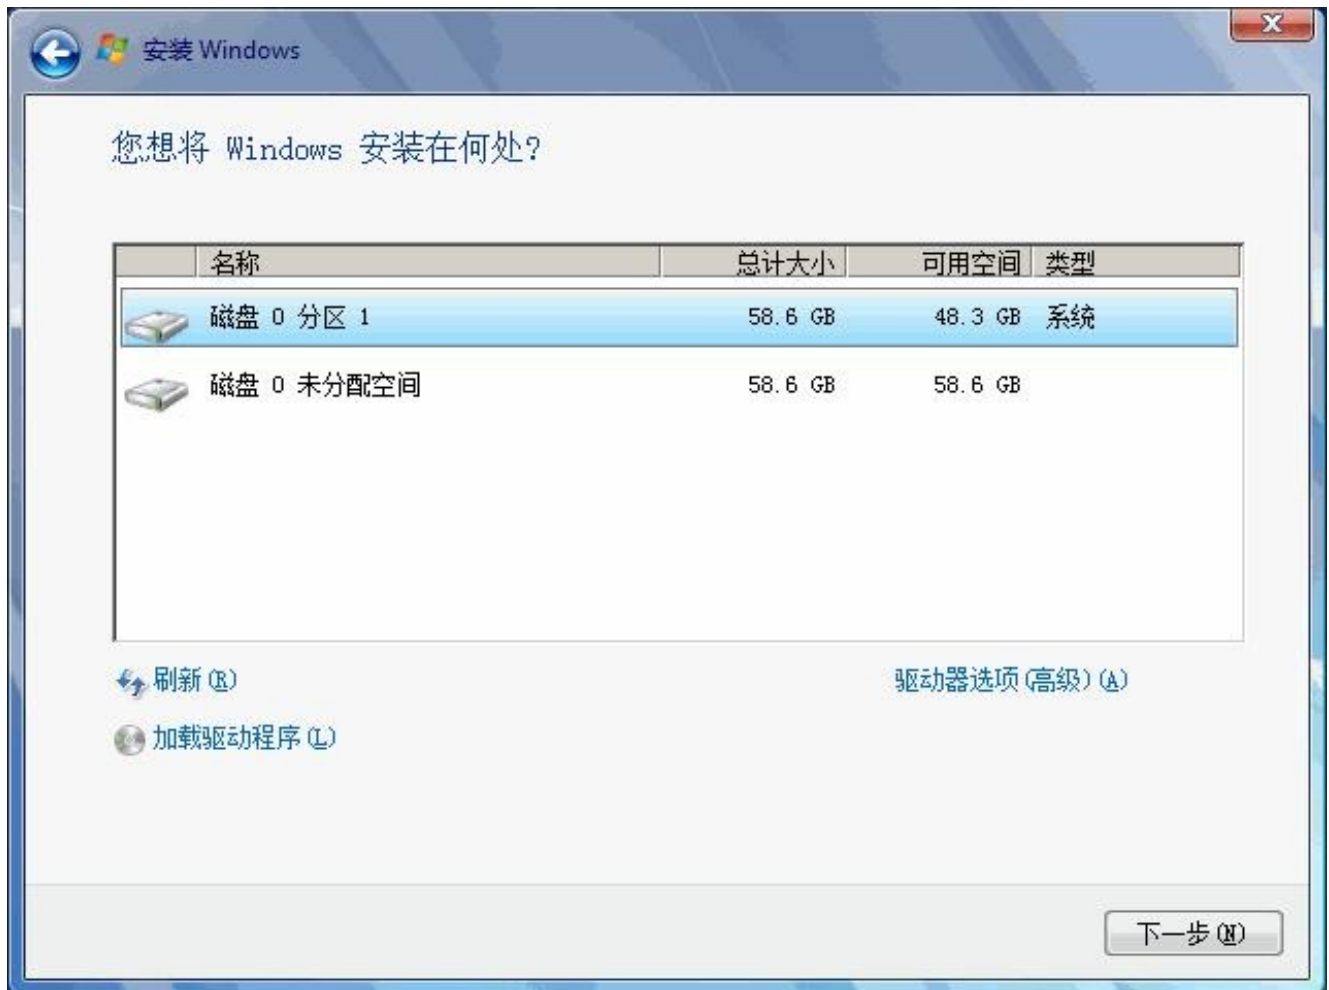 安装 Windows
您想将 Windows 安装在何处?
名称 总计大小 可用空间 类型
磁盘 0 分区 1 58.6 GB 48.3 GB 系统
磁盘 0 未分配空间 58.6 GB 58.6 GB
刷新(R) 驱动器选项(高级)(A)
加载驱动程序(L)
下一步(N)